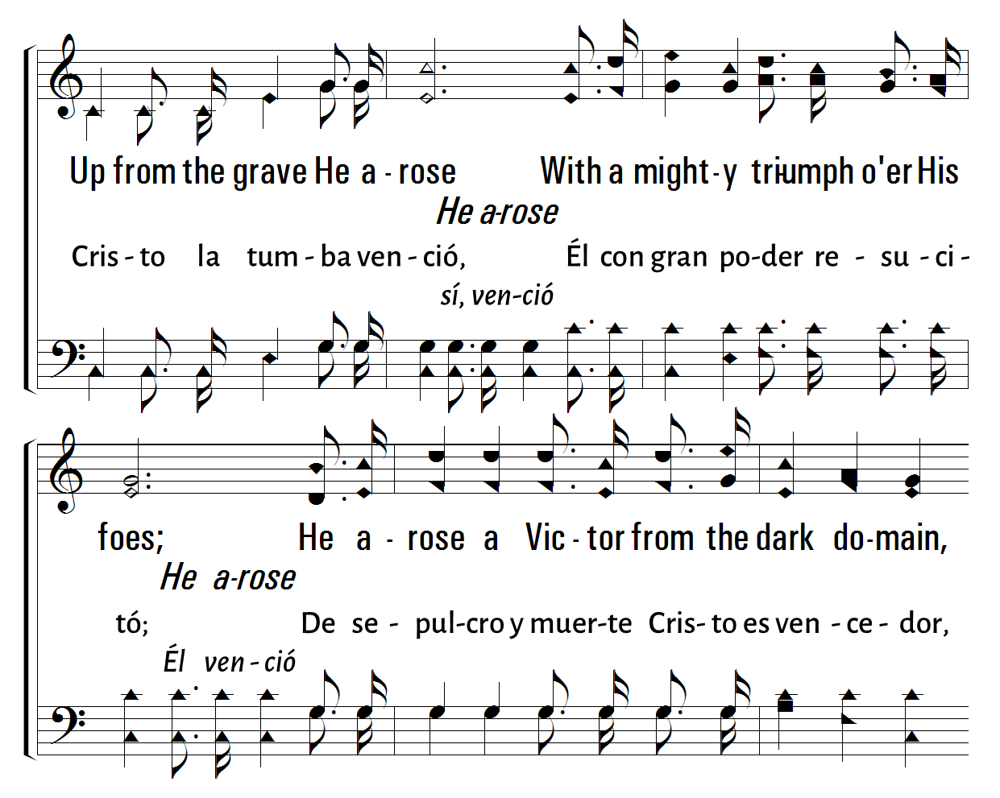 Up from the grave He a - rose With a might - y triumph o'er His
He a-rose
Cris - to la tum - ba ven - ció, Él con gran po-der re - su - ci -
sí, ven-ció
foes; He a - rose a Vic - tor from the dark do-main,
He a-rose
tó; De se - pul-cro y muer-te Cris- to es ven - ce - dor,
Él ven - ció